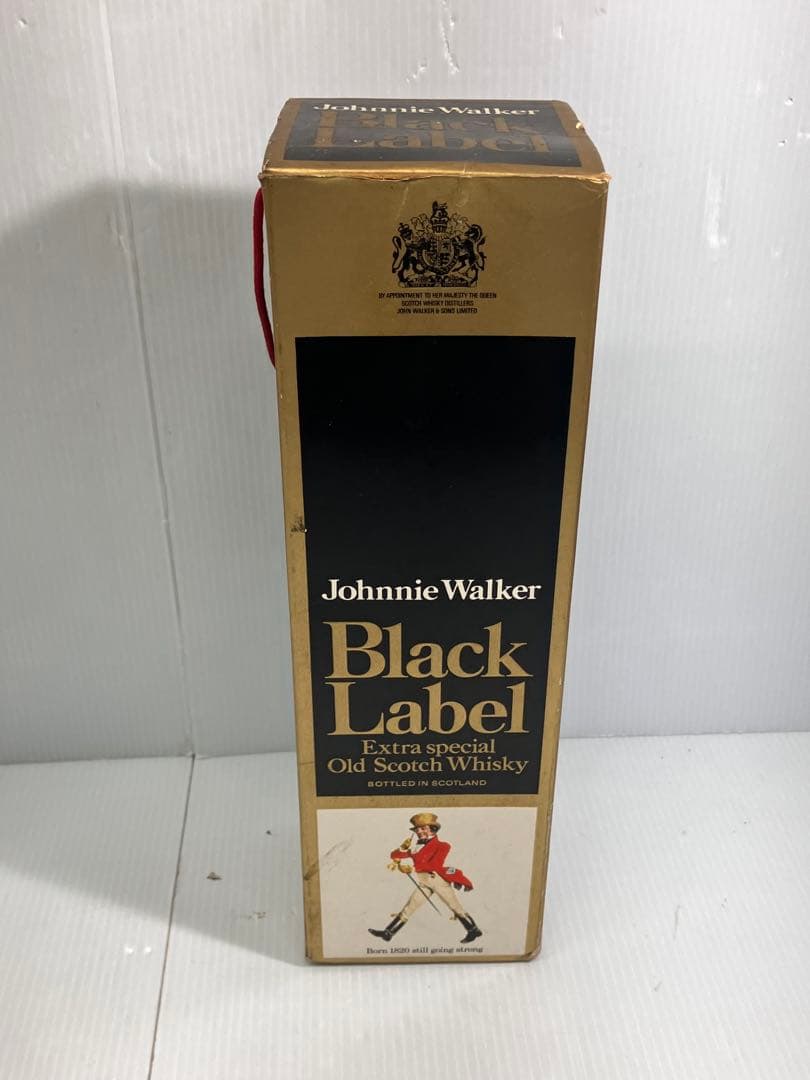 Johnnie Walker
Black
Label
BY APPOINTMENT TO HER MAJESTY THE QUEEN
SCOTCH WHISKY DISTILLERS
JOHN WALKER & SONS LIMITED
Johnnie Walker
Black
Label
Extra special
Old Scotch Whisky
BOTTLED IN SCOTLAND
Born 1820 still going strong